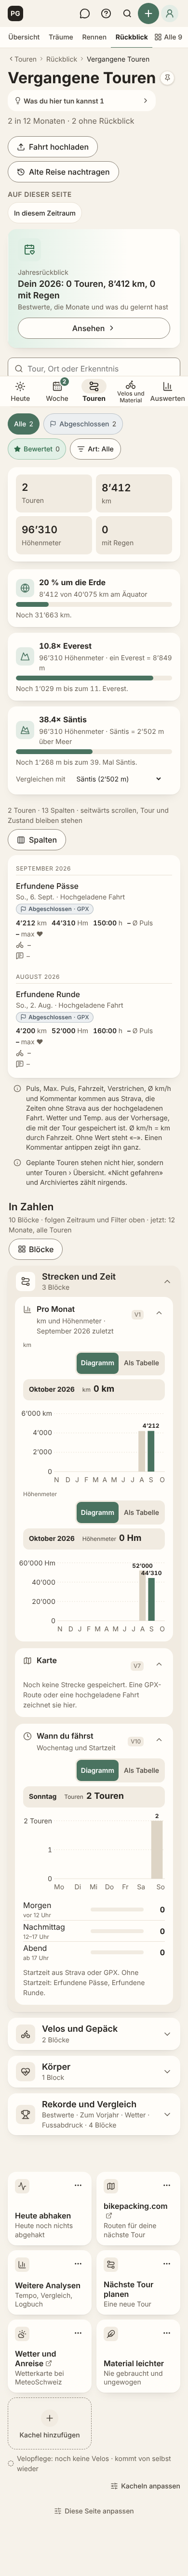 PG
Übersicht Träume Rennen Rückblick Alle 9
Touren Rückblick Vergangene Touren
Vergangene Touren
Was du hier tun kannst 1
2 in 12 Monaten · 2 ohne Rückblick
Fahrt hochladen
Alte Reise nachtragen
AUF DIESER SEITE
In diesem Zeitraum
Jahresrückblick
Dein 2026: 0 Touren, 8’412 km, 0 mit Regen
Bestwerte, die Monate und was du gelernt hast
Ansehen
Tour, Ort oder Erkenntnis
Heute
2
Woche
Touren
Velos und Material
Auswerten
Alle 2
Abgeschlossen 2
Bewertet 0
Art: Alle
2
Touren
8’412
km
96’310
Höhenmeter
0
mit Regen
20 % um die Erde
8’412 von 40’075 km am Äquator
Noch 31’663 km.
10.8× Everest
96’310 Höhenmeter · ein Everest = 8’849
m
Noch 1’029 m bis zum 11. Everest.
38.4× Säntis
96’310 Höhenmeter · Säntis = 2’502 m
über Meer
Noch 1’268 m bis zum 39. Mal Säntis.
Vergleichen mit Säntis (2’502 m)
2 Touren · 13 Spalten · seitwärts scrollen, Tour und
Zustand bleiben stehen
Spalten
SEPTEMBER 2026
Erfundene Pässe
So., 6. Sept. · Hochgeladene Fahrt
Abgeschlossen · GPX
4’212 km 44’310 Hm 150:00 h – Ø Puls
– max
–
–
AUGUST 2026
Erfundene Runde
So., 2. Aug. · Hochgeladene Fahrt
Abgeschlossen · GPX
4’200 km 52’000 Hm 160:00 h – Ø Puls
– max
–
–
Puls, Max. Puls, Fahrzeit, Verstrichen, Ø km/h
und Kommentar kommen aus Strava, die
Zeiten ohne Strava aus der hochgeladenen
Fahrt. Wetter und Temp. aus der Vorhersage,
die mit der Tour gespeichert ist. Ø km/h = km
durch Fahrzeit. Ohne Wert steht «–». Einen
Kommentar antippen zeigt ihn ganz.
Geplante Touren stehen nicht hier, sondern
unter Touren › Übersicht. «Nicht gefahren»
und Archiviertes zählt nirgends.
In Zahlen
10 Blöcke · folgen Zeitraum und Filter oben · jetzt: 12
Monate, alle Touren
Blöcke
Strecken und Zeit
3 Blöcke
Pro Monat
V1
km und Höhenmeter ·
September 2026 zuletzt
km
Diagramm Als Tabelle
Oktober 2026 km 0 km
6’000 km
4’000
2’000
0
4’212
N D J F M A M J J A S O
Höhenmeter
Diagramm Als Tabelle
Oktober 2026 Höhenmeter 0 Hm
60’000 Hm
40’000
20’000
0
52’000
44’310
N D J F M A M J J A S O
Karte
V7
Noch keine Strecke gespeichert. Eine GPX-
Route oder eine hochgeladene Fahrt
zeichnet sie hier.
Wann du fährst
V10
Wochentag und Startzeit
Diagramm Als Tabelle
Sonntag Touren 2 Touren
2 Touren
1
0
2
Mo Di Mi Do Fr Sa So
Morgen
vor 12 Uhr
0
Nachmittag
12–17 Uhr
0
Abend
ab 17 Uhr
0
Startzeit aus Strava oder GPX. Ohne
Startzeit: Erfundene Pässe, Erfundene
Runde.
Velos und Gepäck
2 Blöcke
Körper
1 Block
Rekorde und Vergleich
Bestwerte · Zum Vorjahr · Wetter ·
Fussabdruck · 4 Blöcke
Heute abhaken
Heute noch nichts
abgehakt
bikepacking.com
Routen für deine
nächste Tour
Weitere Analysen
Tempo, Vergleich,
Logbuch
Nächste Tour
planen
Eine neue Tour
Wetter und
Anreise
Wetterkarte bei
MeteoSchweiz
Material leichter
Nie gebraucht und
ungewogen
Kachel hinzufügen
Velopflege: noch keine Velos · kommt von selbst
wieder
Kacheln anpassen
Diese Seite anpassen